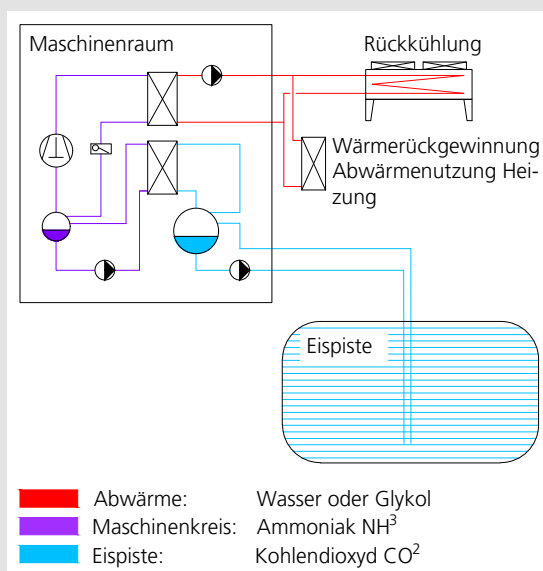 Maschinenraum
Rückkühlung
Wärmerückgewinnung
Abwärmenutzung Hei-
zung
Eispiste
Abwärme: Wasser oder Glykol
Maschinenkreis: Ammoniak NH³
Eispiste: Kohlendioxyd CO²